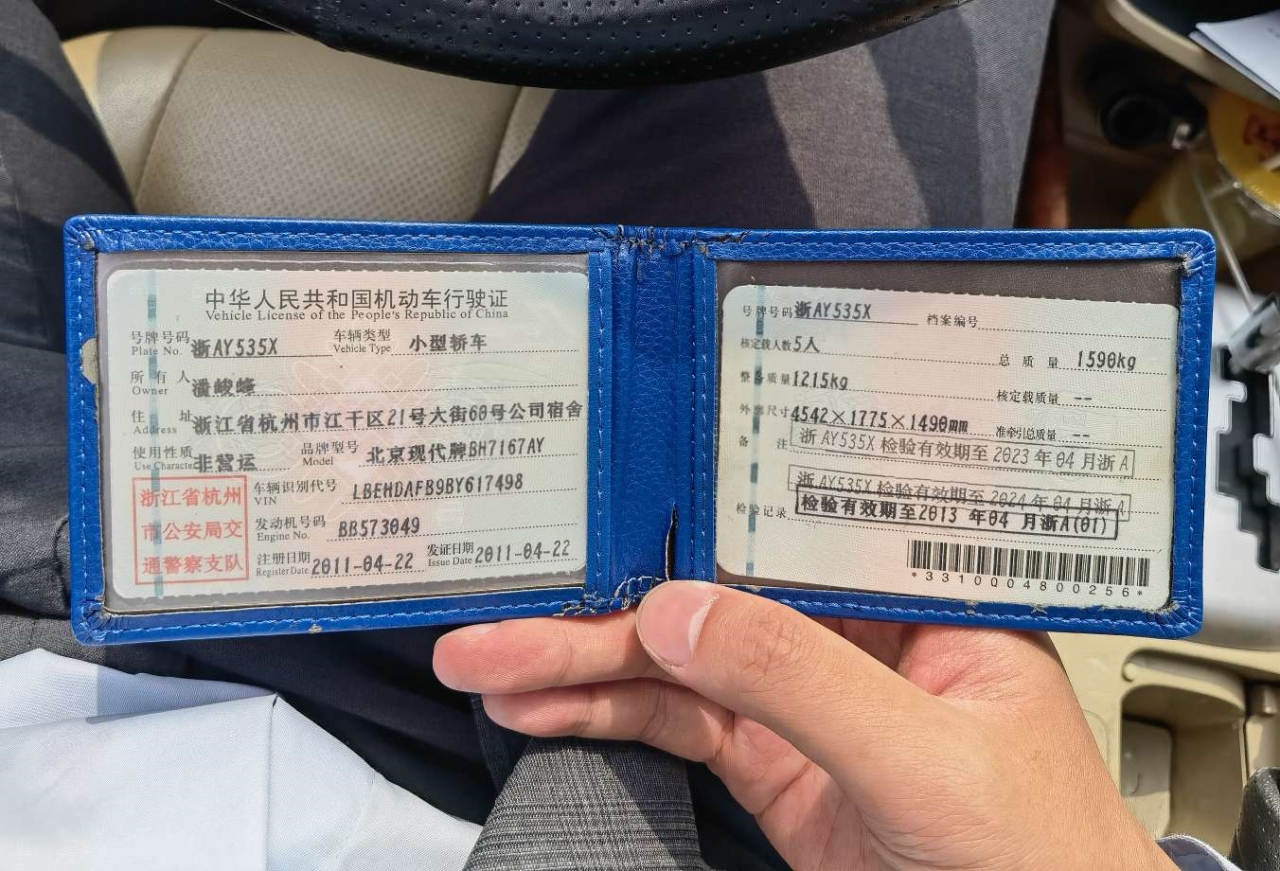 中华人民共和国机动车行驶证
Vehicle License of the People's Republic of China
号牌号码 浙AY535X 车辆类型 小型轿车
Plate No. Vehicle Type
所有人 潘峻峰
Owner
住址 浙江省杭州市江干区21号大街60号公司宿舍
Address
使用性质 非营运 品牌型号 北京现代牌BH7167AY
Use Character Model
浙江省杭州
市公安局交
通警察支队
车辆识别代号 LBEHDAFB9BY617498
VIN
发动机号码 BB573049
Engine No.
注册日期 2011-04-22 发证日期 2011-04-22
Register Date Issue Date
号牌号码 浙AY535X 档案编号
核定载人数 5人 总质量 1590kg
整备质量 1215kg 核定载质量 --
外廓尺寸 4542×1775×1490mm 准牵引总质量 --
备注 浙AY535X 检验有效期至 2023 年 04 月浙A
浙AY535X 检验有效期至 2024 年 04 月浙A
检验记录 检验有效期至2013 年04 月浙A(01)
*3310004800256*